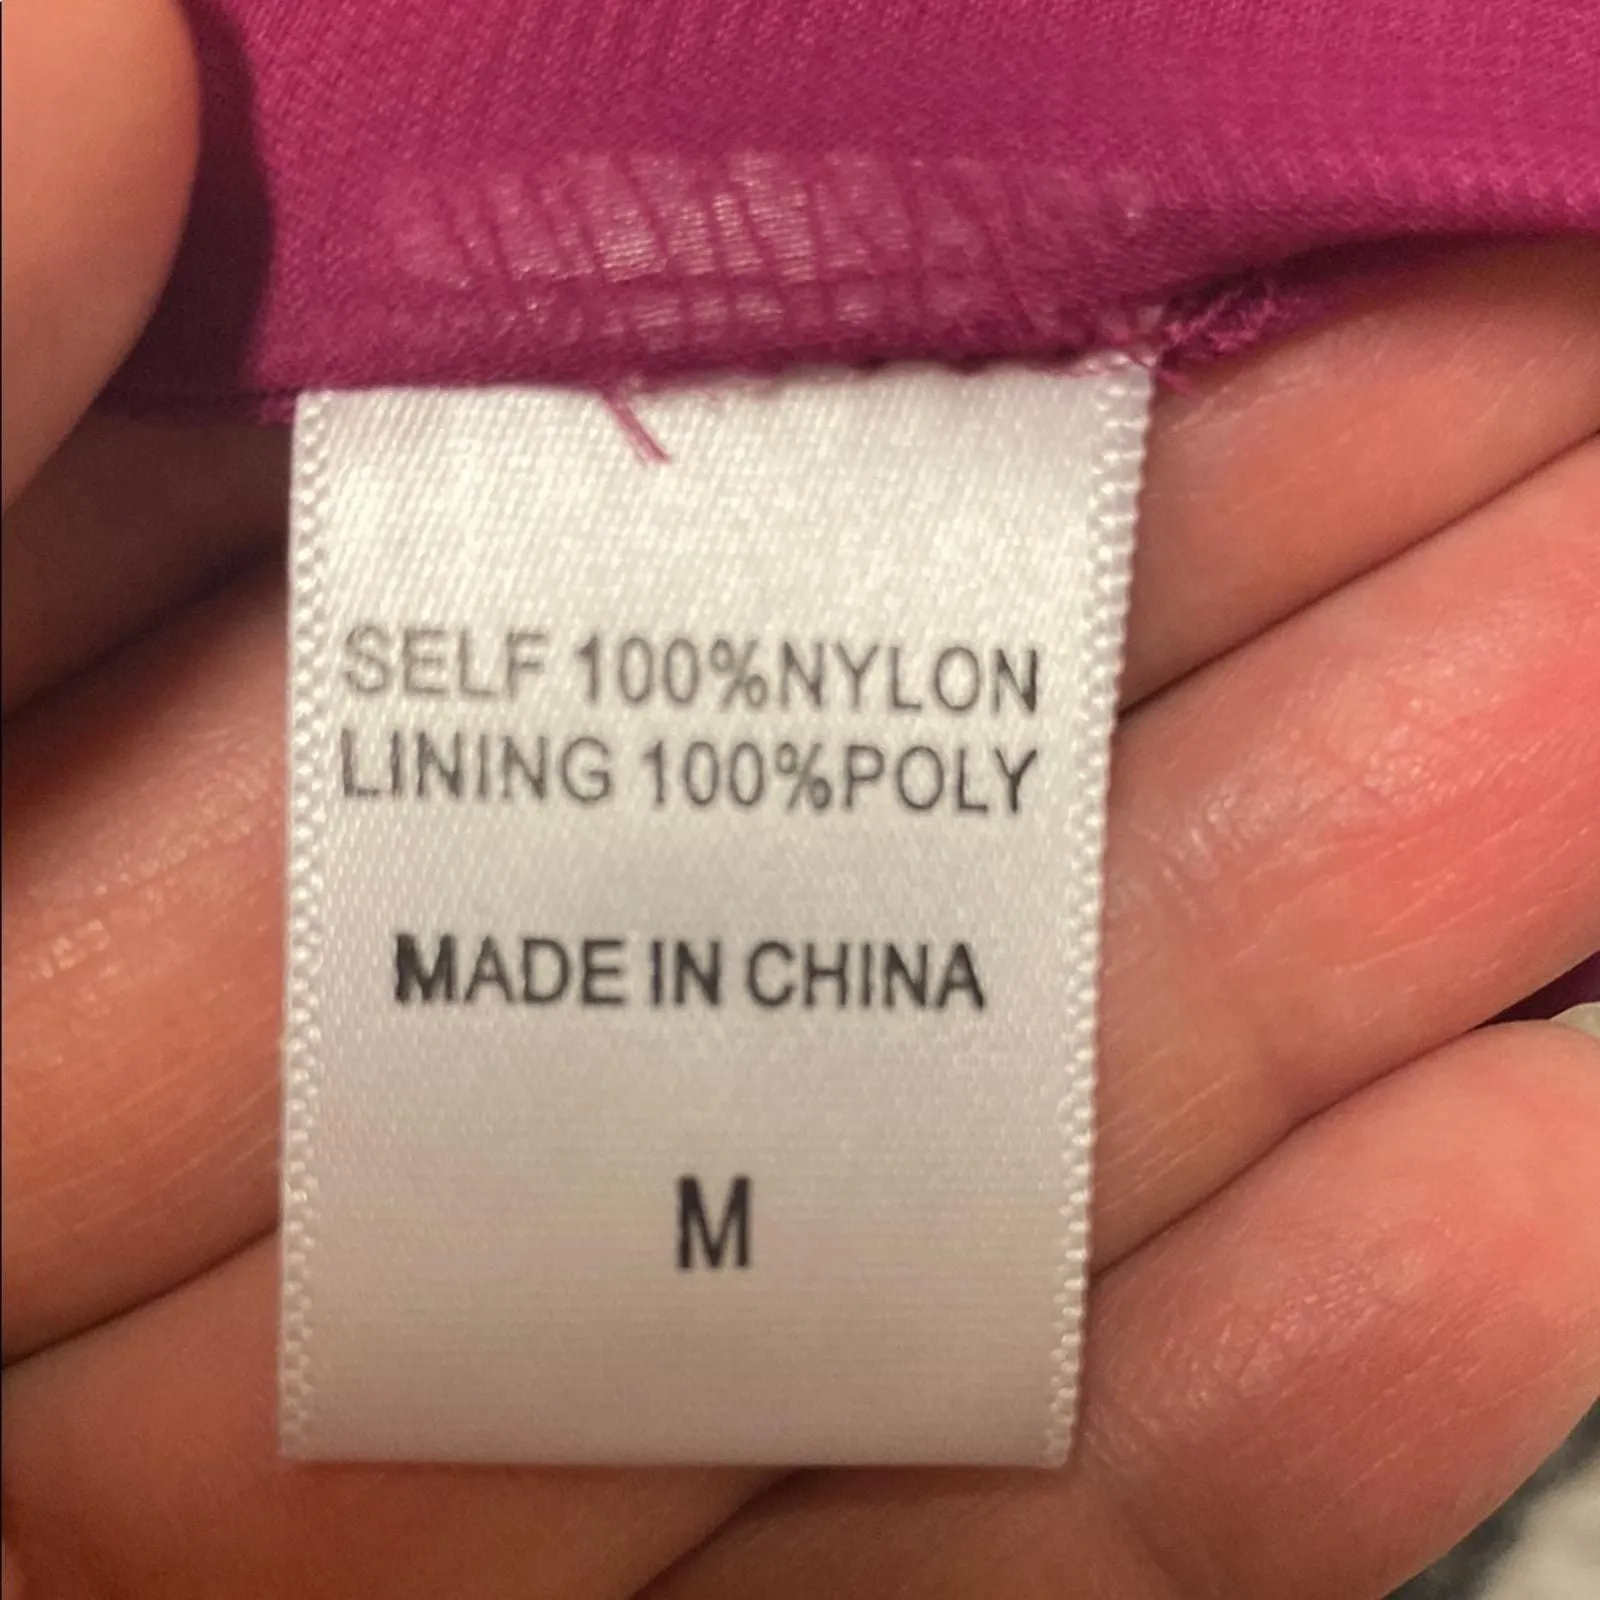 SELF 100%NYLON
LINING 100%POLY
MADE IN CHINA
M